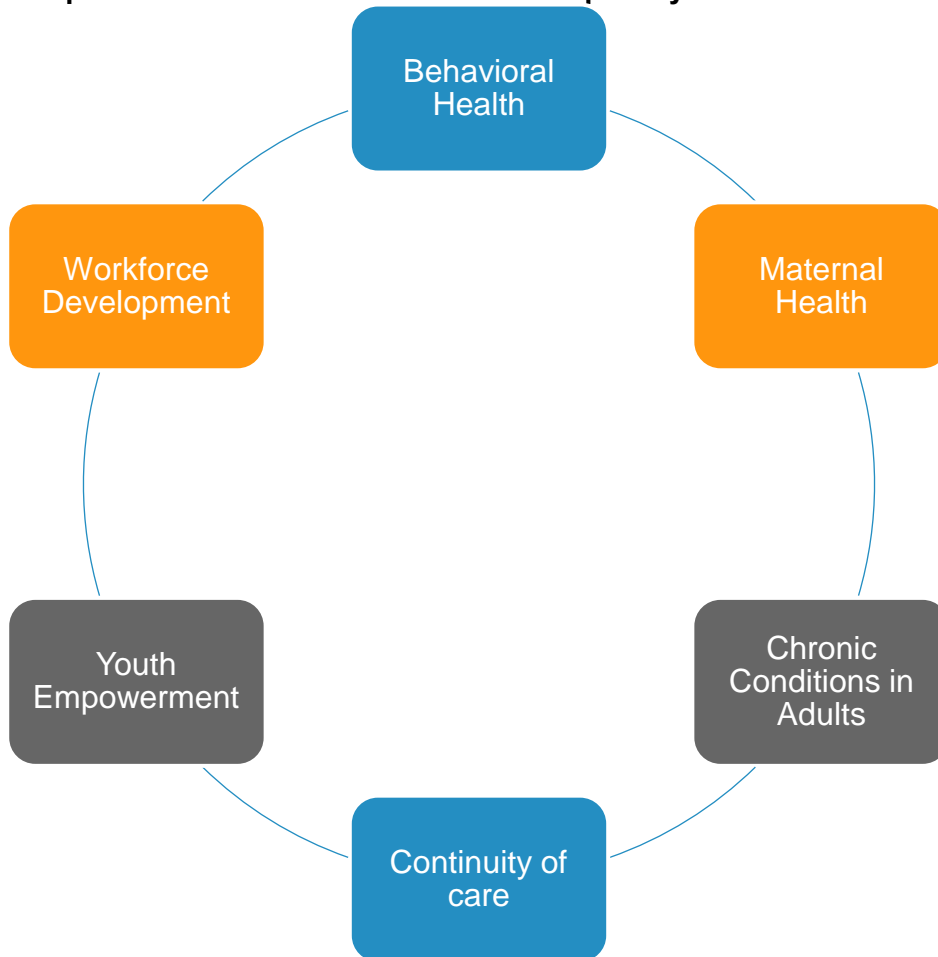 Behavioral
Health
Maternal
Health
Chronic
Conditions in
Adults
Continuity of
care
Youth
Empowerment
Workforce
Development